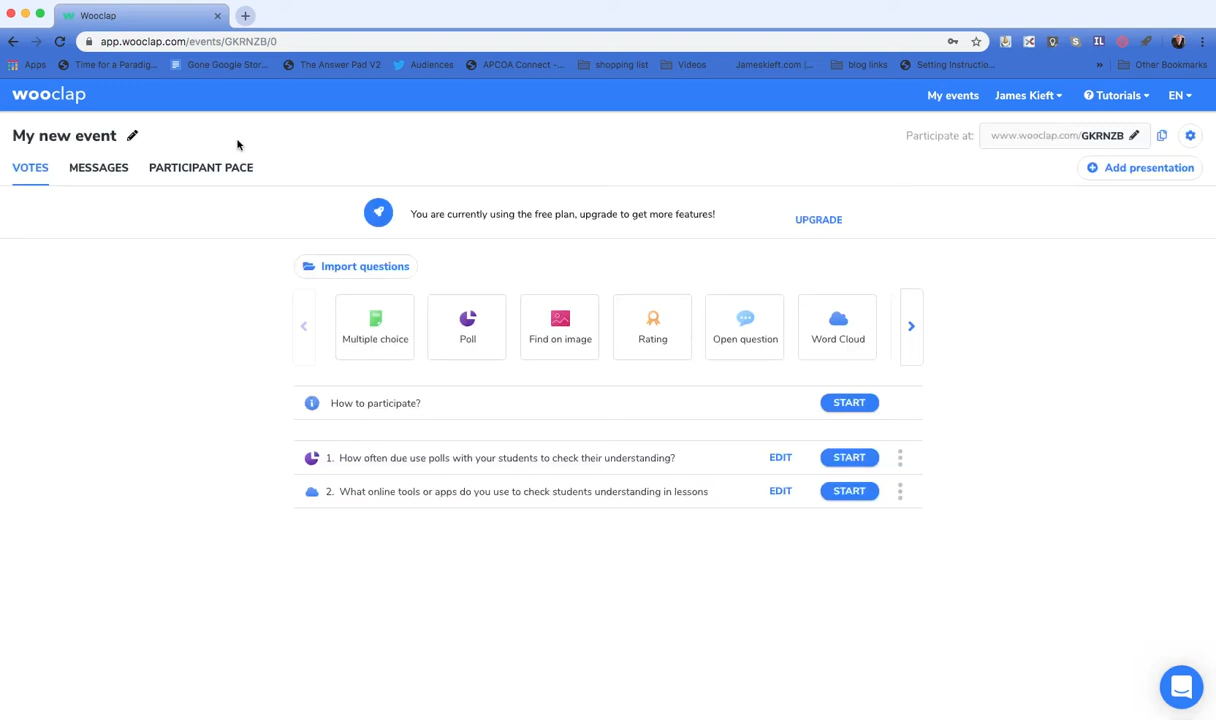 Wooclap
app.wooclap.com/events/GKRNZB/0
Apps Time for a Paradig... Gone Google Stor... The Answer Pad V2 Audiences APCOA Connect -... shopping list Videos Jameskieft.com |... blog links Setting Instructio... » Other Bookmarks
wooclap My events James Kieft Tutorials EN
My new event Participate at: www.wooclap.com/GKRNZB
VOTES MESSAGES PARTICIPANT PACE Add presentation
You are currently using the free plan, upgrade to get more features! UPGRADE
Import questions
Multiple choice Poll Find on image Rating Open question Word Cloud
How to participate? START
1. How often due use polls with your students to check their understanding? EDIT START
2. What online tools or apps do you use to check students understanding in lessons EDIT START